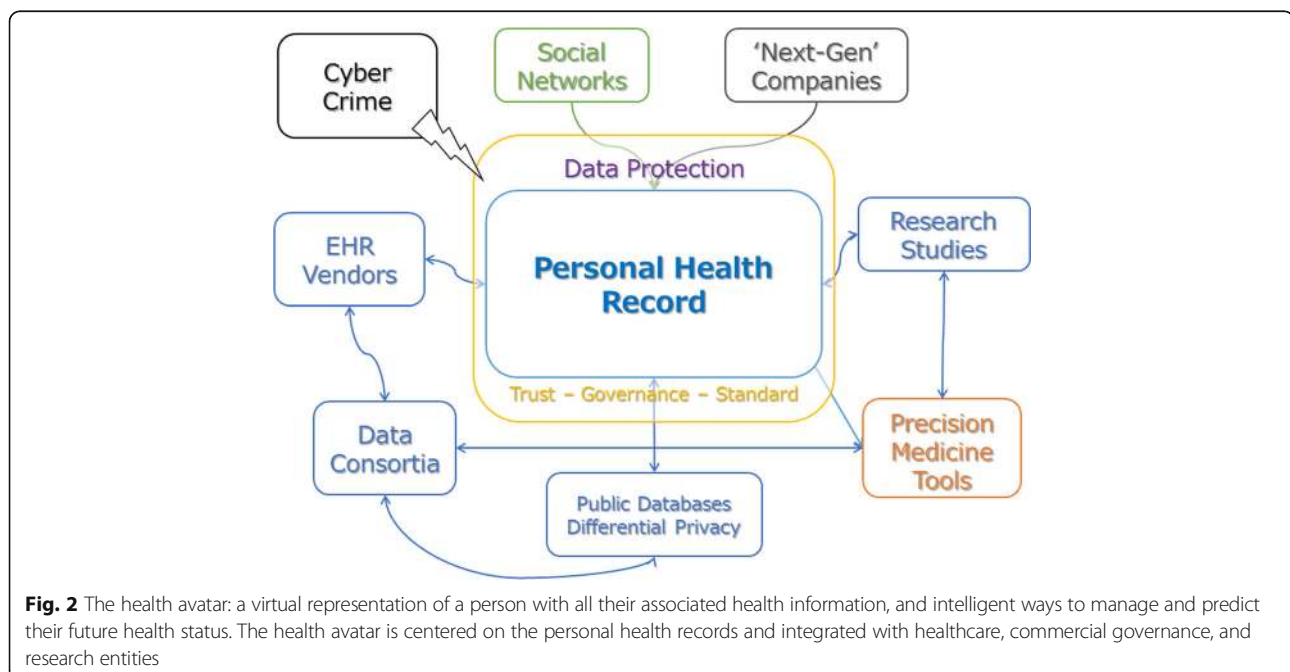 Cyber
Crime
Social
Networks
‘Next-Gen’
Companies
Data Protection
EHR
Vendors
Personal Health
Record
Research
Studies
Trust – Governance – Standard
Data
Consortia
Precision
Medicine
Tools
Public Databases
Differential Privacy
Fig. 2 The health avatar: a virtual representation of a person with all their associated health information, and intelligent ways to manage and predict
their future health status. The health avatar is centered on the personal health records and integrated with healthcare, commercial governance, and
research entities